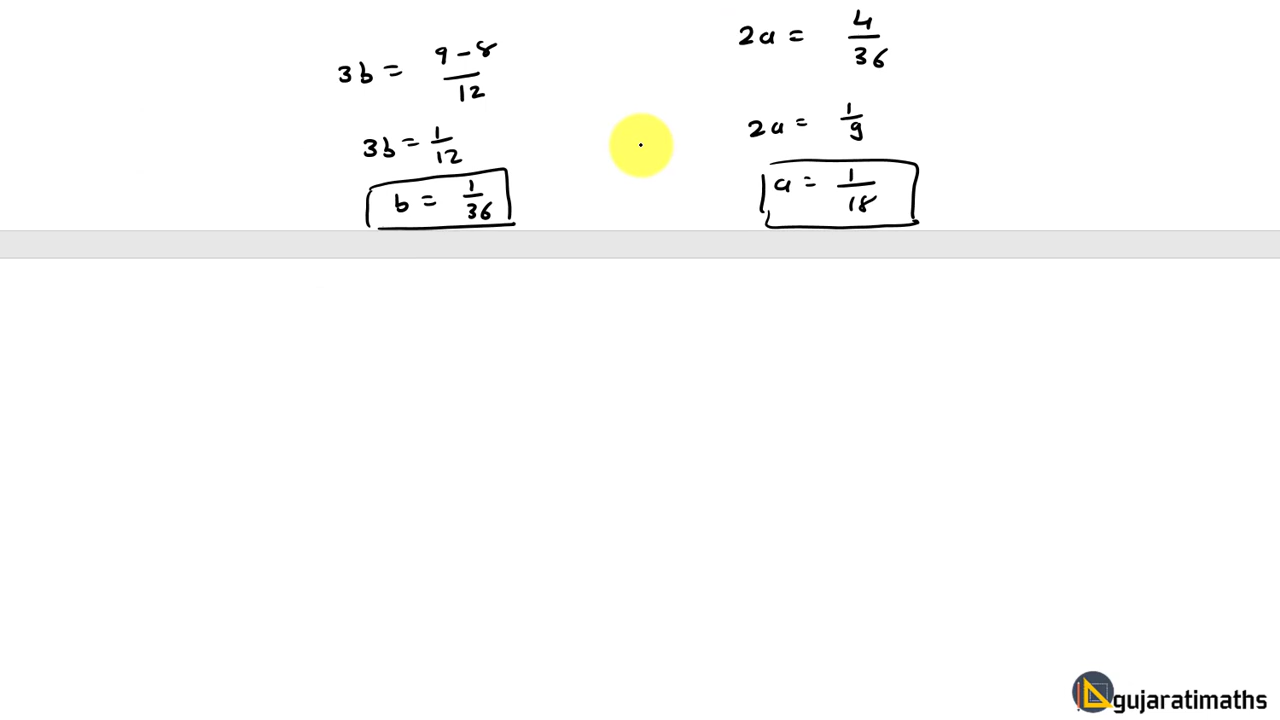 3b = 9-8/12
3b = 1/12
b = 1/36
2a = 4/36
2a = 1/9
a = 1/18
gujaratimaths